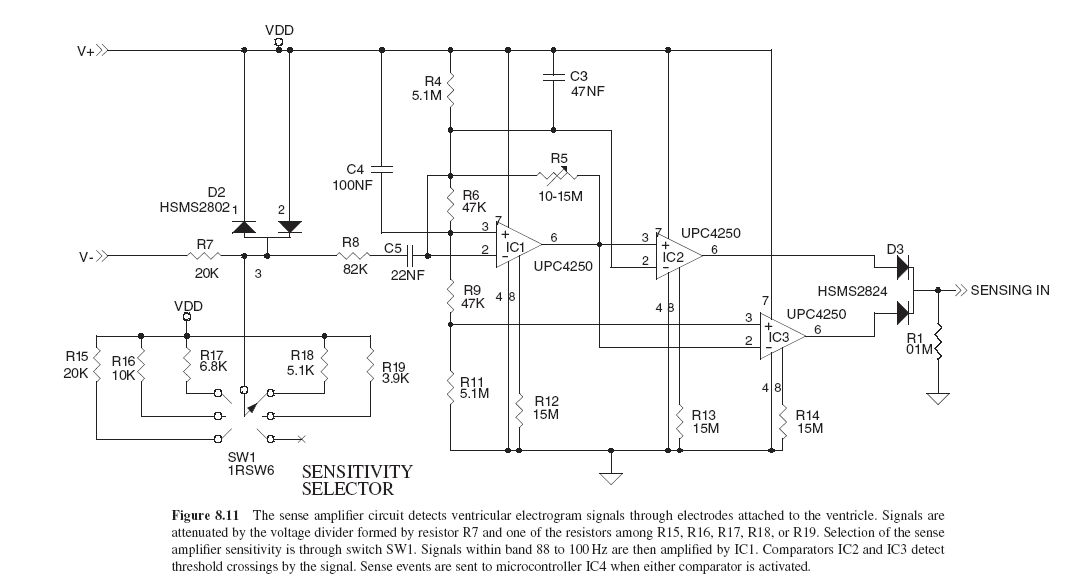 VDD
V+
R4
5.1M
C3
47NF
C4
100NF
R5
10-15M
D2
HSMS2802
1
2
R6
47K
7
3
+
IC1
6
2
-
UPC4250
4 8
7
3
+
IC2
UPC4250
6
2
-
4 8
V-
R7
20K
3
R8
82K
C5
22NF
D3
HSMS2824
SENSING IN
R9
47K
7
3
+
IC3
UPC4250
6
2
-
4 8
R1
01M
VDD
R15
20K
R16
10K
R17
6.8K
R18
5.1K
R19
3.9K
R11
5.1M
R12
15M
R13
15M
R14
15M
SW1
1RSW6
SENSITIVITY
SELECTOR
Figure 8.11 The sense amplifier circuit detects ventricular electrogram signals through electrodes attached to the ventricle. Signals are
attenuated by the voltage divider formed by resistor R7 and one of the resistors among R15, R16, R17, R18, or R19. Selection of the sense
amplifier sensitivity is through switch SW1. Signals within band 88 to 100 Hz are then amplified by IC1. Comparators IC2 and IC3 detect
threshold crossings by the signal. Sense events are sent to microcontroller IC4 when either comparator is activated.